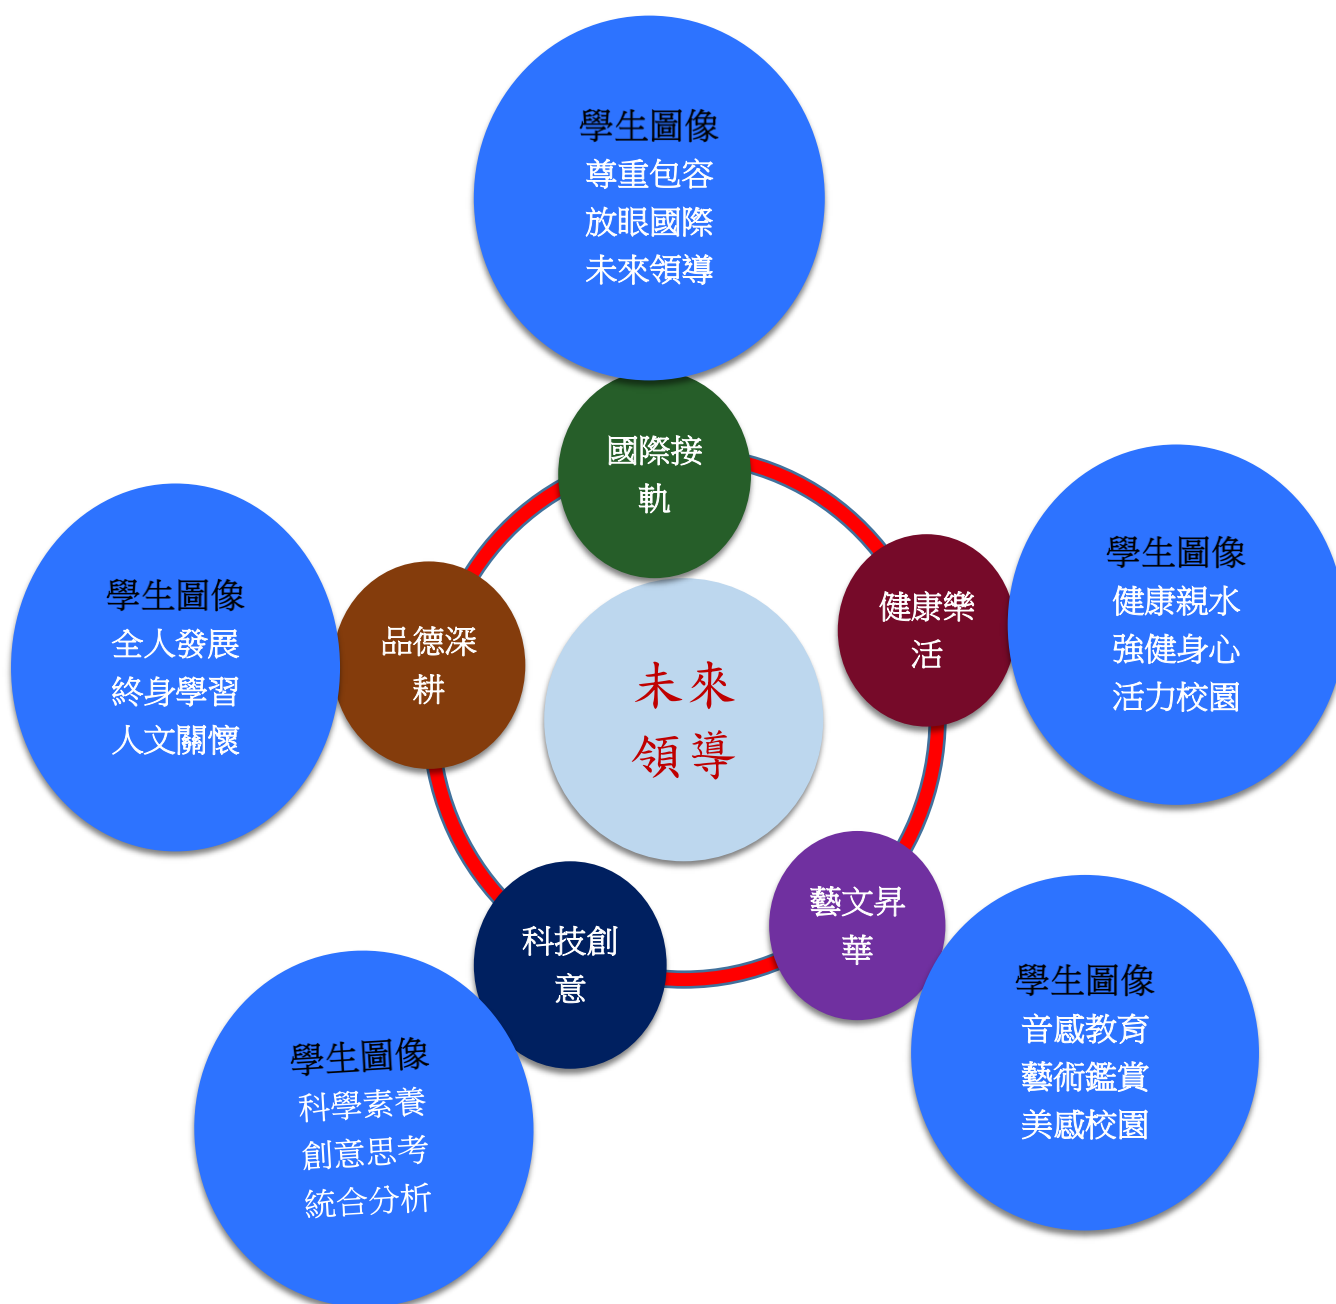 學生圖像
尊重包容
放眼國際
未來領導
國際接
軌
學生圖像
健康親水
強健身心
活力校園
健康樂
活
學生圖像
全人發展
終身學習
人文關懷
品德深
耕
未來
領導
藝文昇
華
學生圖像
音感教育
藝術鑑賞
美感校園
科技創
意
學生圖像
科學素養
創意思考
統合分析